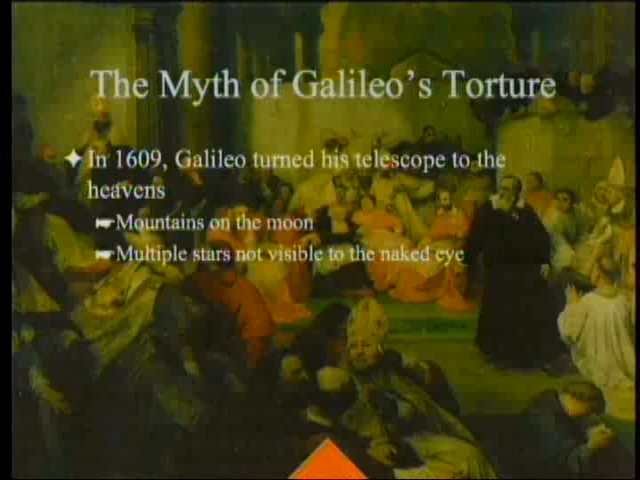 The Myth of Galileo's Torture
In 1609, Galileo turned his telescope to the
heavens
Mountains on the moon
Multiple stars not visible to the naked eye